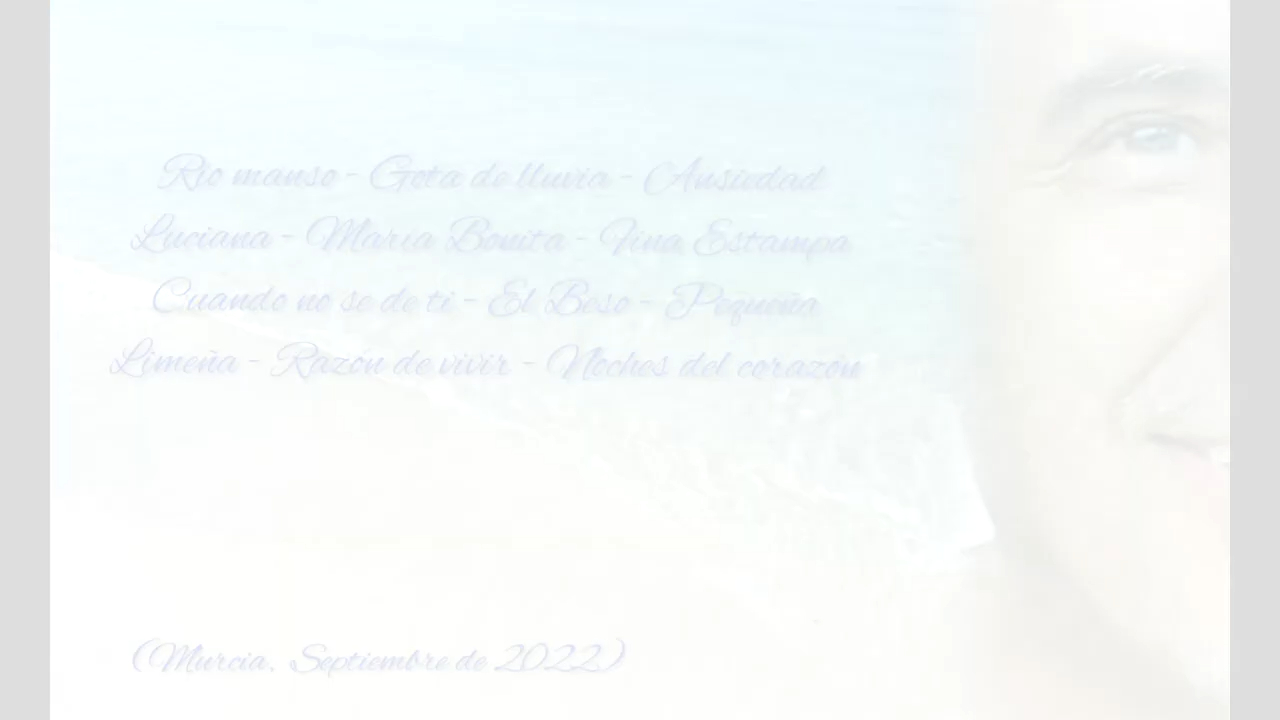 Río manso - Gota de lluvia - Ansiedad
Luciana - María Bonita - Fina Estampa
Cuando no se de ti - El Beso - Pequeña
Limeña - Razón de vivir - Noches del corazón
(Murcia, Septiembre de 2022)